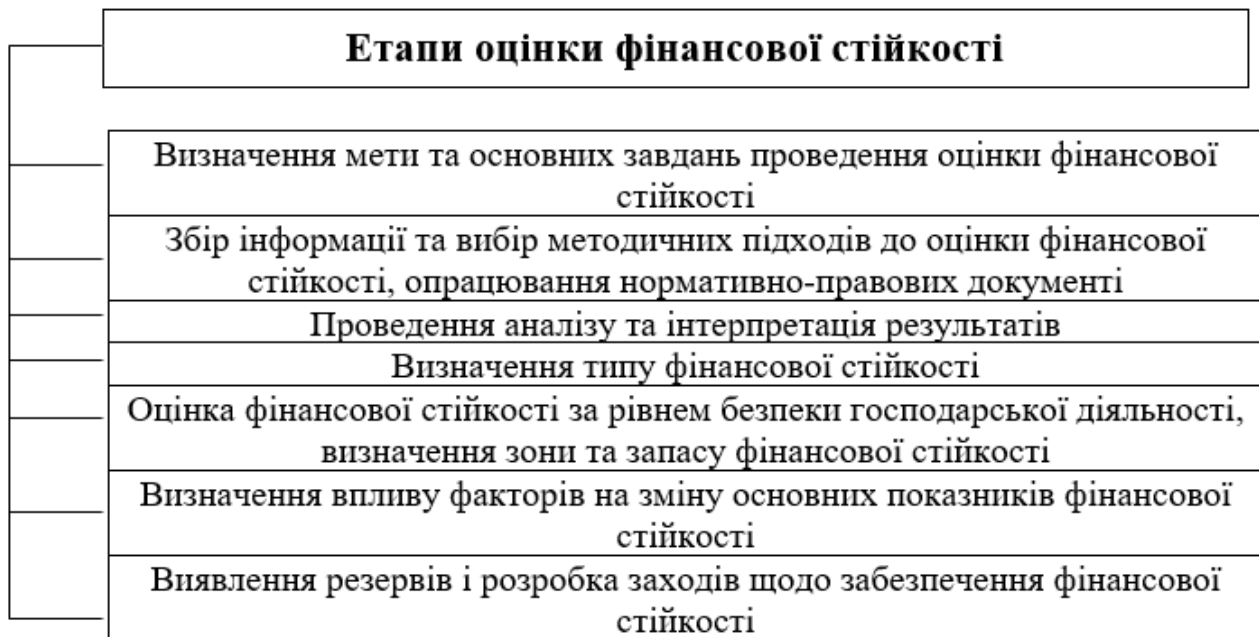 Етапи оцінки фінансової стійкості
Визначення мети та основних завдань проведення оцінки фінансової
стійкості
Збір інформації та вибір методичних підходів до оцінки фінансової
стійкості, опрацювання нормативно-правових документі
Проведення аналізу та інтерпретація результатів
Визначення типу фінансової стійкості
Оцінка фінансової стійкості за рівнем безпеки господарської діяльності,
визначення зони та запасу фінансової стійкості
Визначення впливу факторів на зміну основних показників фінансової
стійкості
Виявлення резервів і розробка заходів щодо забезпечення фінансової
стійкості